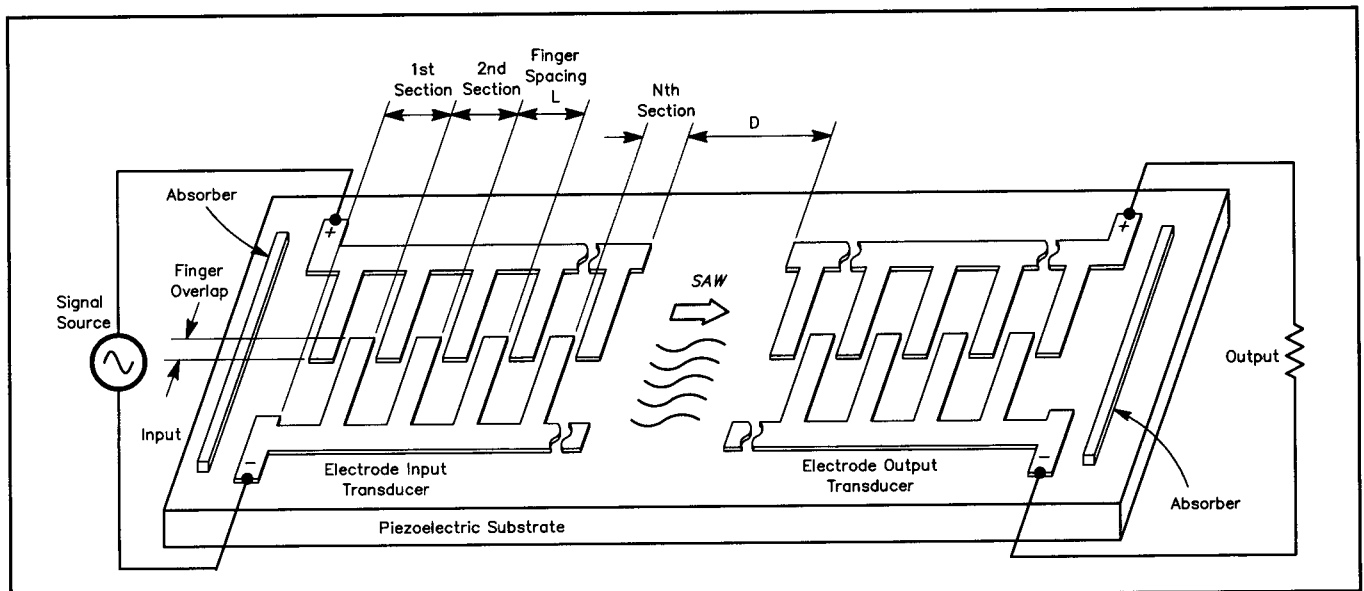 1st
Section
2nd
Section
Finger
Spacing
L
Nth
Section
D
Absorber
Finger
Overlap
Signal
Source
Input
+
−
SAW
+
−
Output
Electrode Input
Transducer
Electrode Output
Transducer
Absorber
Piezoelectric Substrate